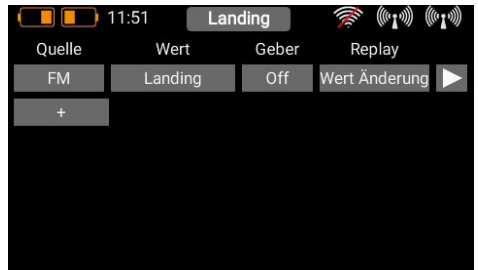 11:51 Landing
Quelle Wert Geber Replay
FM Landing Off Wert Änderung
+